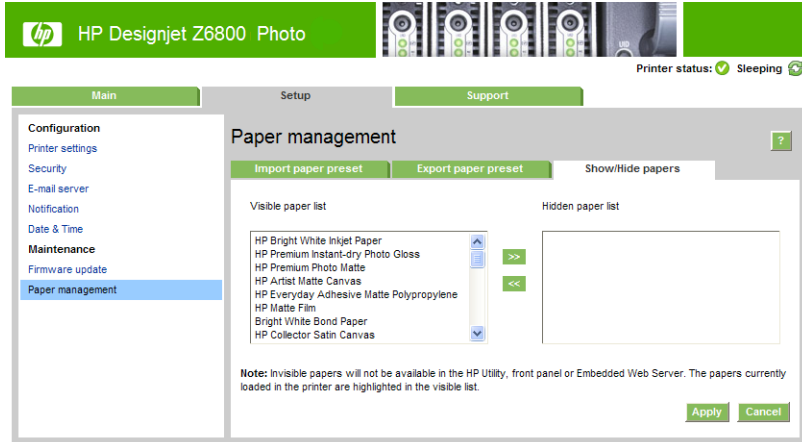 hp HP Designjet Z6800 Photo
UID
Printer status: Sleeping
Main Setup Support
Configuration
Printer settings
Security
E-mail server
Notification
Date & Time
Maintenance
Firmware update
Paper management
Paper management
?
Import paper preset Export paper preset Show/Hide papers
Visible paper list Hidden paper list
HP Bright White Inkjet Paper
HP Premium Instant-dry Photo Gloss
HP Premium Photo Matte
HP Artist Matte Canvas
HP Everyday Adhesive Matte Polypropylene
HP Matte Film
Bright White Bond Paper
HP Collector Satin Canvas
>>
<<
Note: Invisible papers will not be available in the HP Utility, front panel or Embedded Web Server. The papers currently
loaded in the printer are highlighted in the visible list.
Apply Cancel